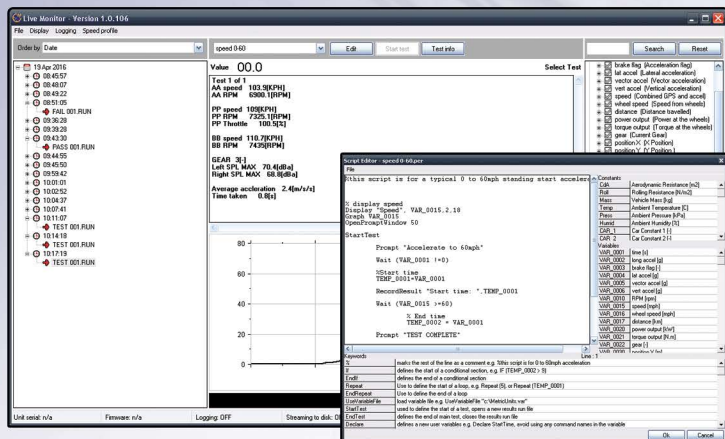 Live Monitor - Version 1.0.106
File Display Logging Speed profile
Order by Date
speed 0-60
Edit
Start test
Test info
Search
Reset
19 Apr 2016
08:45:57
08:48:07
08:49:22
08:51:05
FAIL 001.RUN
09:36:28
09:39:28
09:43:30
PASS 001.RUN
09:44:55
09:45:50
09:59:42
10:01:01
10:02:52
10:04:37
10:07:41
10:11:07
TEST 001.RUN
10:14:18
TEST 001.RUN
10:17:19
TEST 001.RUN
Value 00.0
Select Test
Test 1 of 1
AA speed 103.9[KPH]
AA RPM 6900.1[RPM]
PP speed 109[KPH]
PP RPM 7325.1[RPM]
PP Throttle 100.5[%]
BB speed 110.7[KPH]
BB RPM 7435[RPM]
GEAR 3[-]
Left SPL MAX 70.4[dBa]
Right SPL MAX 68.8[dBa]
Average accleration 2.4[m/s/s]
Time taken 0.8[s]
80
60
40
20
0
brake flag (Acceleration flag)
lat accel (Lateral acceleration)
vector accel (Vertical acceleration)
vert accel (Vertical acceleration)
speed (Combined GPS and accel)
wheel speed (Speed from wheels)
distance (Distance travelled)
power output (Power at the wheels)
torque output (Torque at the wheels)
gear (Current Gear)
position X (X Position)
position Y (Y Position)
Script Editor - speed 0-60.per
File
%this script is for a typical 0 to 60mph standing start acceler
% display speed
Display "Speed", VAR_0015,2,18
Graph VAR_0015
OpenPromptWindow 50
StartTest
Prompt "Accelerate to 60mph"
Wait (VAR_0001 !=0)
%Start time
TEMP_0001=VAR_0001
RecordResult "Start time: ",TEMP_0001
Wait (VAR_0015 >=60)
% End time
TEMP_0002 = VAR_0001
Prompt "TEST COMPLETE"
Constants
CdA Aerodynamic Resistance [m2]
Roll Rolling Resistance [N/m2]
Mass Vehicle Mass [kg]
Temp Ambient Temperature [C]
Press Ambient Pressure [kPa]
Humid Ambient Humidity [%]
CAR_1 Car Constant 1 [-]
CAR_2 Car Constant 2 [-]
Variables
VAR_0001 time [s]
VAR_0002 long accel [g]
VAR_0003 brake flag [-]
VAR_0004 lat accel [g]
VAR_0005 vector accel [g]
VAR_0006 vert accel [g]
VAR_0010 RPM [rpm]
VAR_0015 speed [mph]
VAR_0016 wheel speed [mph]
VAR_0017 distance [km]
VAR_0020 power output [kW]
VAR_0021 torque output [N.m]
VAR_0022 gear [-]
Line : 1
Keywords
% marks the rest of the line as a comment e.g. %this script is for 0 to 60mph acceleration
If defines the start of a conditional section, e.g. IF (TEMP_0002 > 9)
EndIf defines the end of a conditional section
Repeat Use to define the start of a loop, e.g. Repeat (5), or Repeat (TEMP_0001)
EndRepeat Use to define the end of a loop
UseVariableFile load variable file e.g. UseVariableFile "c:\MetricUnits.var"
StartTest used to define the start of a test, opens a new results run file
EndTest defines the end of main test, closes the results run file
Declare defines a new user variables e.g. Declare StartTime, avoid using any command names in the variable
Ok
Cancel
Unit serial: n/a
Firmware: n/a
Logging: OFF
Streaming to disk: O